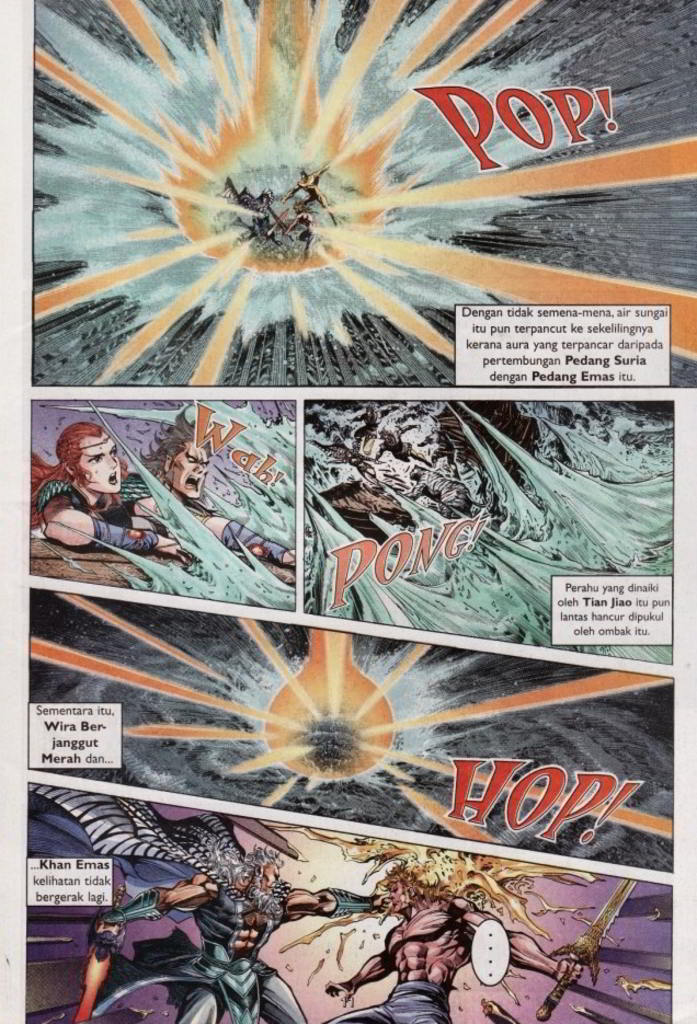 POP!
Dengan tidak semena-mena, air sungai
itu pun terpancut ke sekelilingnya
kerana aura yang terpancar daripada
pertembungan Pedang Suria
dengan Pedang Emas itu.
Wah!
PONG!
Perahu yang dinaiki
oleh Tian Jiao itu pun
lantas hancur dipukul
oleh ombak itu.
Sementara itu,
Wira Ber-
janggut
Merah dan...
HOP!
...Khan Emas
kelihatan tidak
bergerak lagi.
....
11